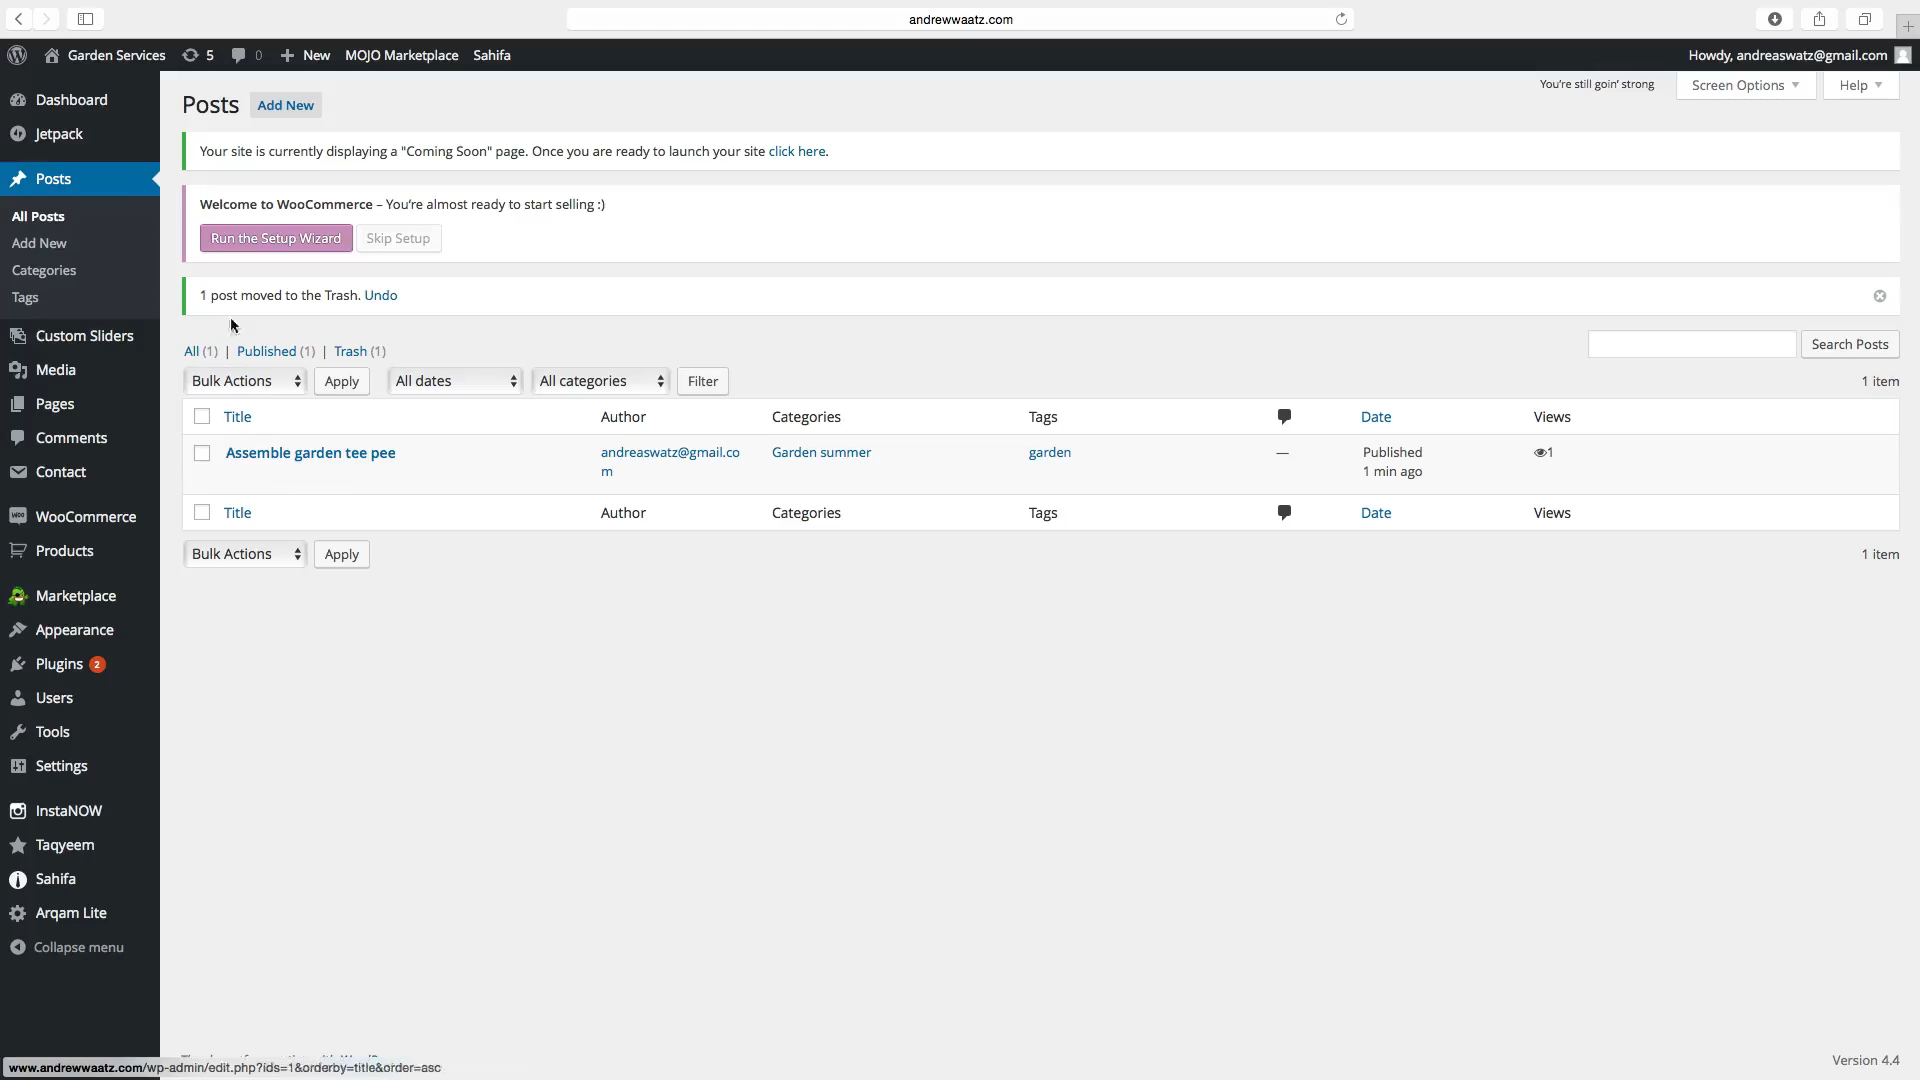 andrewwaatz.com
Garden Services 5 0 New MOJO Marketplace Sahifa Howdy, andreaswatz@gmail.com
Dashboard
Jetpack
Posts
All Posts
Add New
Categories
Tags
Custom Sliders
Media
Pages
Comments
Contact
WooCommerce
Products
Marketplace
Appearance
Plugins 2
Users
Tools
Settings
InstaNOW
Taqyeem
Sahifa
Arqam Lite
Collapse menu
You're still goin' strong Screen Options Help
Posts Add New
Your site is currently displaying a "Coming Soon" page. Once you are ready to launch your site click here.
Welcome to WooCommerce – You're almost ready to start selling :)
Run the Setup Wizard Skip Setup
1 post moved to the Trash. Undo
All (1) | Published (1) | Trash (1) Search Posts
Bulk Actions Apply All dates All categories Filter 1 item
Title Author Categories Tags Date Views
Assemble garden tee pee andreaswatz@gmail.co Garden summer garden — Published 1
m 1 min ago
Title Author Categories Tags Date Views
Bulk Actions Apply 1 item
Version 4.4
www.andrewwaatz.com/wp-admin/edit.php?ids=1&orderby=title&order=asc